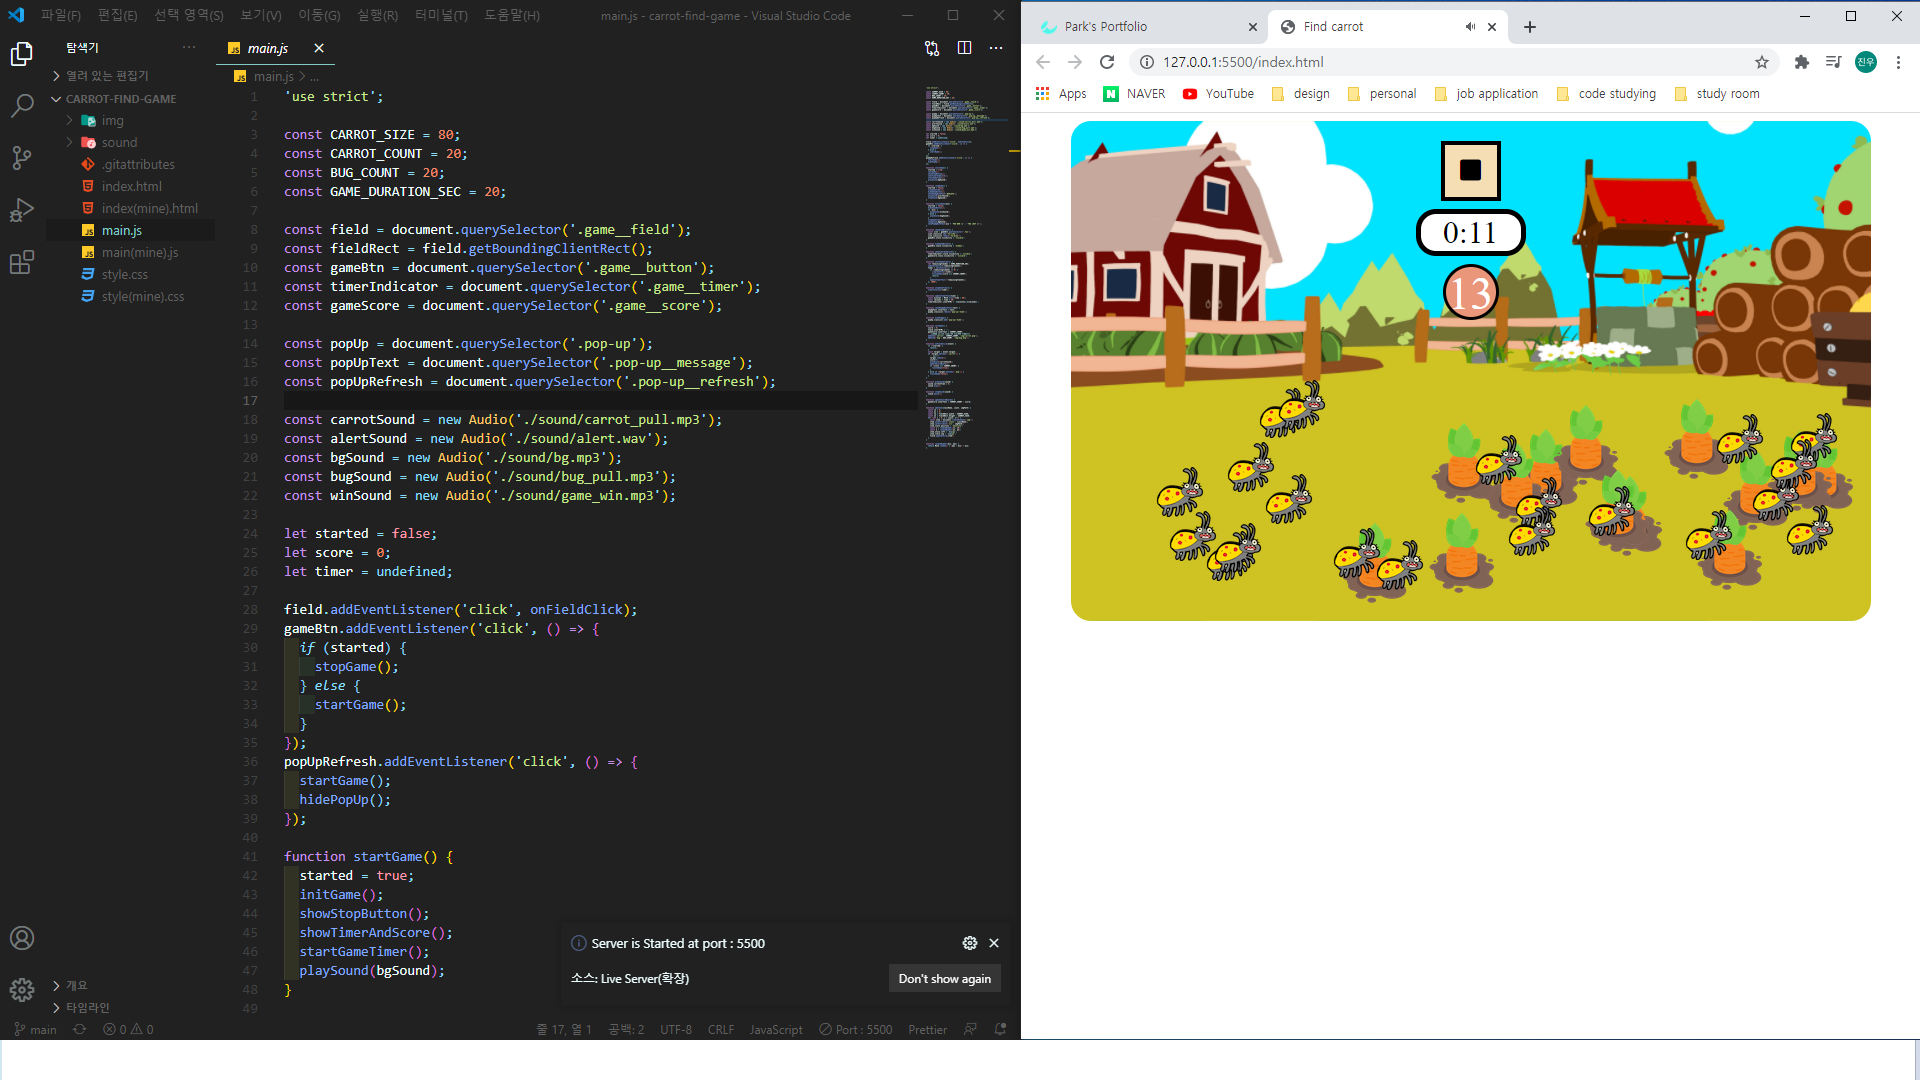 파일(F) 편집(E) 선택 영역(S) 보기(V) 이동(G) 실행(R) 터미널(T) 도움말(H) main.js - carrot-find-game - Visual Studio Code
탐색기 ...
열려 있는 편집기
CARROT-FIND-GAME
img
sound
.gitattributes
index.html
index(mine).html
JS main.js
JS main(mine).js
style.css
style(mine).css
개요
타임라인
JS main.js
JS main.js > ...
1 'use strict';
2
3 const CARROT_SIZE = 80;
4 const CARROT_COUNT = 20;
5 const BUG_COUNT = 20;
6 const GAME_DURATION_SEC = 20;
7
8 const field = document.querySelector('.game__field');
9 const fieldRect = field.getBoundingClientRect();
10 const gameBtn = document.querySelector('.game__button');
11 const timerIndicator = document.querySelector('.game__timer');
12 const gameScore = document.querySelector('.game__score');
13
14 const popUp = document.querySelector('.pop-up');
15 const popUpText = document.querySelector('.pop-up__message');
16 const popUpRefresh = document.querySelector('.pop-up__refresh');
17
18 const carrotSound = new Audio('./sound/carrot_pull.mp3');
19 const alertSound = new Audio('./sound/alert.wav');
20 const bgSound = new Audio('./sound/bg.mp3');
21 const bugSound = new Audio('./sound/bug_pull.mp3');
22 const winSound = new Audio('./sound/game_win.mp3');
23
24 let started = false;
25 let score = 0;
26 let timer = undefined;
27
28 field.addEventListener('click', onFieldClick);
29 gameBtn.addEventListener('click', () => {
30 if (started) {
31 stopGame();
32 } else {
33 startGame();
34 }
35 });
36 popUpRefresh.addEventListener('click', () => {
37 startGame();
38 hidePopUp();
39 });
40
41 function startGame() {
42 started = true;
43 initGame();
44 showStopButton();
45 showTimerAndScore();
46 startGameTimer();
47 playSound(bgSound);
48 }
49
Server is Started at port : 5500
소스: Live Server(확장)
Don't show again
main 0 0 줄 17, 열 1 공백: 2 UTF-8 CRLF JavaScript Port : 5500 Prettier
Park's Portfolio
Find carrot
127.0.0.1:5500/index.html
진우
Apps NAVER YouTube design personal job application code studying study room
0:11
13